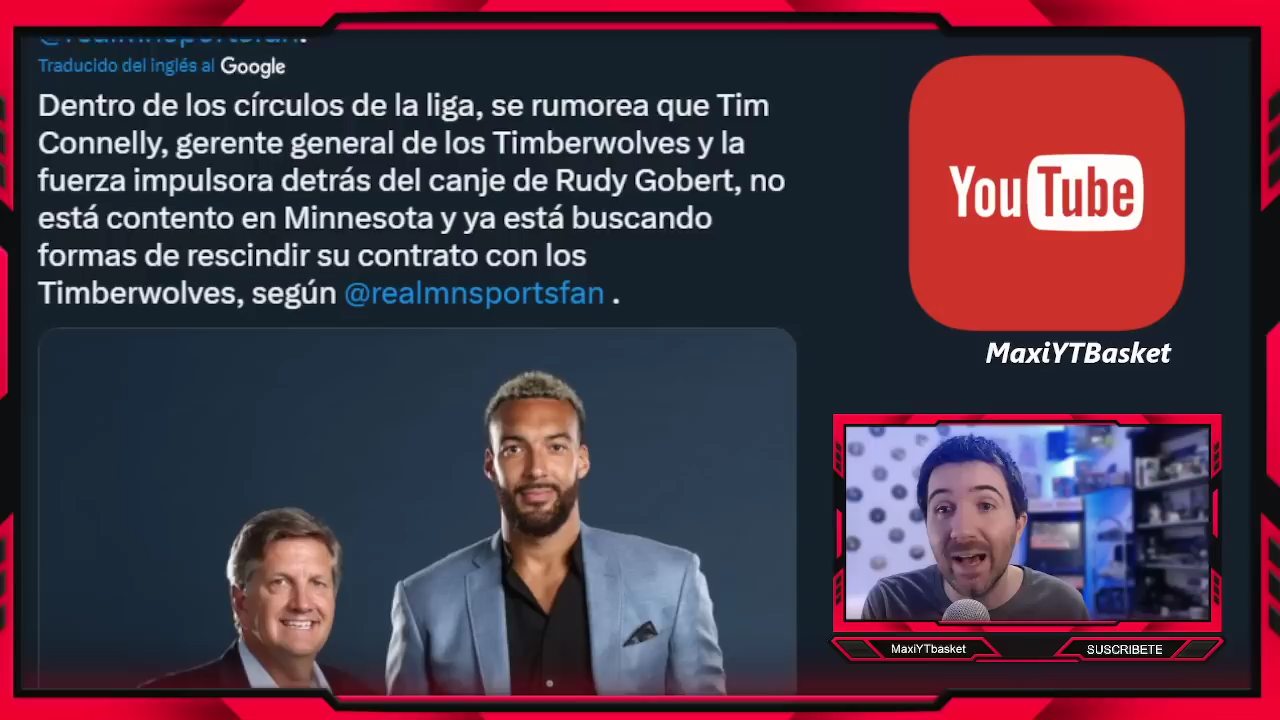 Traducido del inglés al Google
Dentro de los círculos de la liga, se rumorea que Tim
Connelly, gerente general de los Timberwolves y la
fuerza impulsora detrás del canje de Rudy Gobert, no
está contento en Minnesota y ya está buscando
formas de rescindir su contrato con los
Timberwolves, según @realmnsportsfan .
YouTube
MaxiYTBasket
MaxiYTbasket
SUSCRIBETE